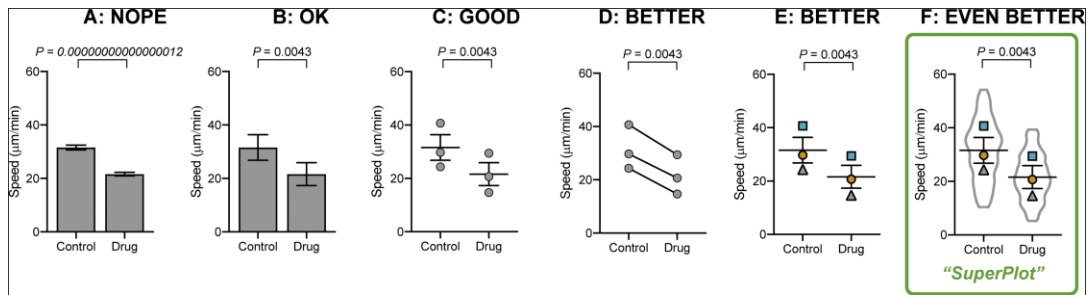 A: NOPE
P = 0.00000000000000012
60
40
20
0
Speed (μm/min)
Control Drug
B: OK
P = 0.0043
60
40
20
0
Speed (μm/min)
Control Drug
C: GOOD
P = 0.0043
60
40
20
0
Speed (μm/min)
Control Drug
D: BETTER
P = 0.0043
60
40
20
0
Speed (μm/min)
Control Drug
E: BETTER
P = 0.0043
60
40
20
0
Speed (μm/min)
Control Drug
F: EVEN BETTER
P = 0.0043
60
40
20
0
Speed (μm/min)
Control Drug
“SuperPlot”